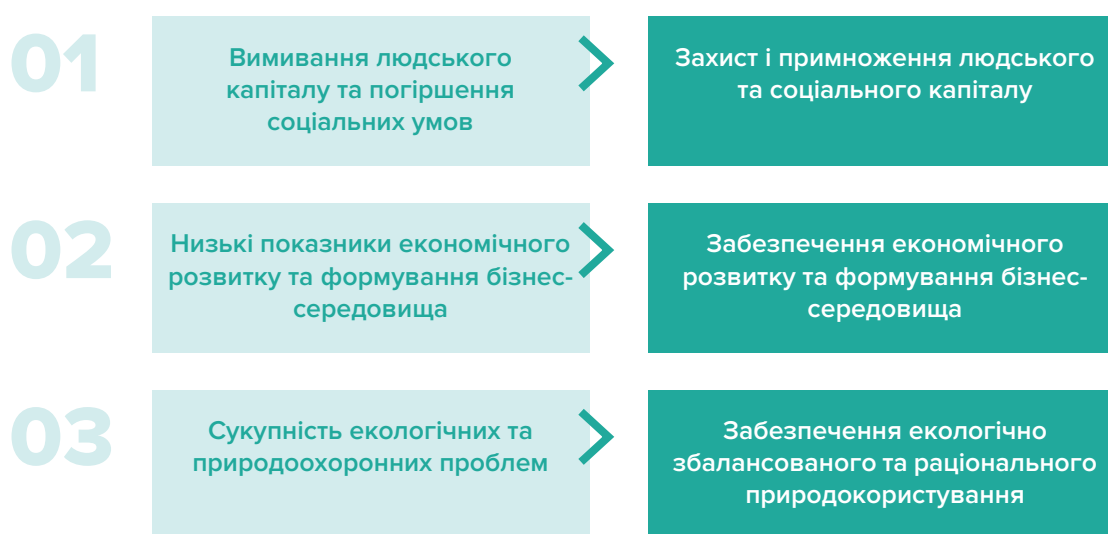 01
Вимивання людського
капіталу та погіршення
соціальних умов
Захист і примноження людського
та соціального капіталу
02
Низькі показники економічного
розвитку та формування бізнес-
середовища
Забезпечення економічного
розвитку та формування бізнес-
середовища
03
Сукупність екологічних та
природоохоронних проблем
Забезпечення екологічно
збалансованого та раціонального
природокористування